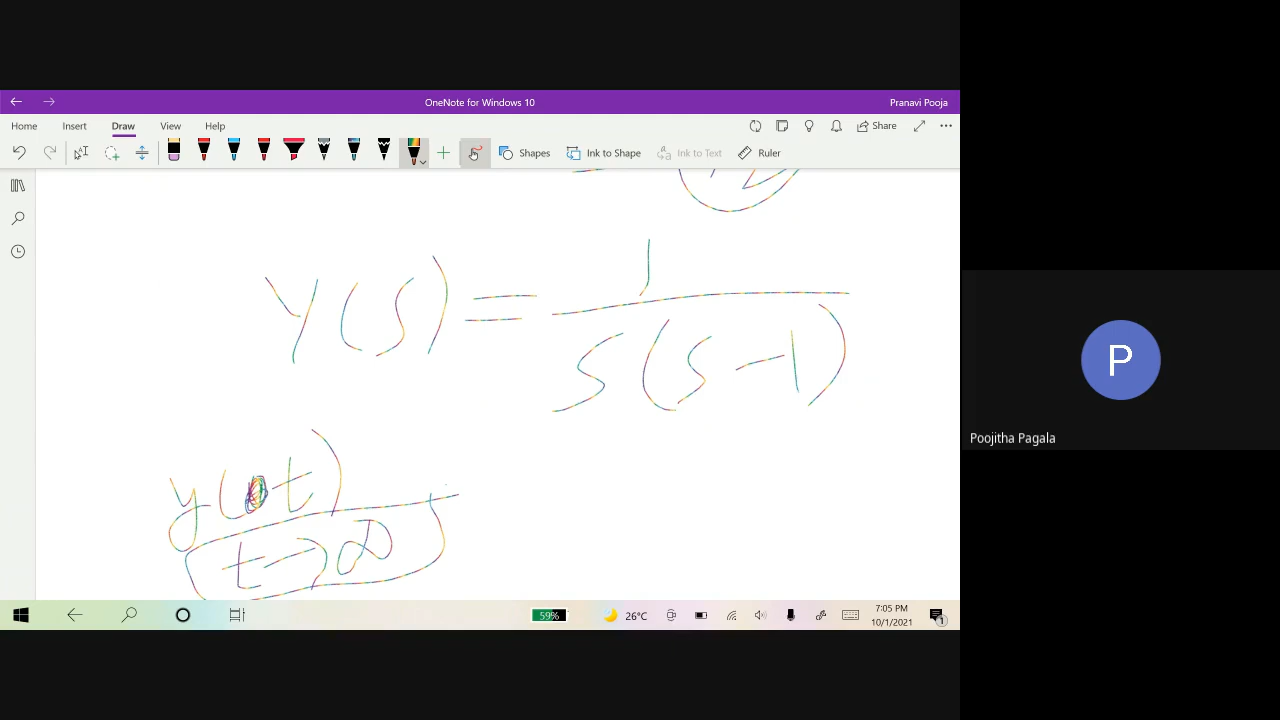 OneNote for Windows 10
Pranavi Pooja
Home Insert Draw View Help
Share
Shapes Ink to Shape Ink to Text Ruler
Y(S) = 1
S(S-1)
y(t)
t→∞
P
Poojitha Pagala
59%
26°C
7:05 PM
10/1/2021
1